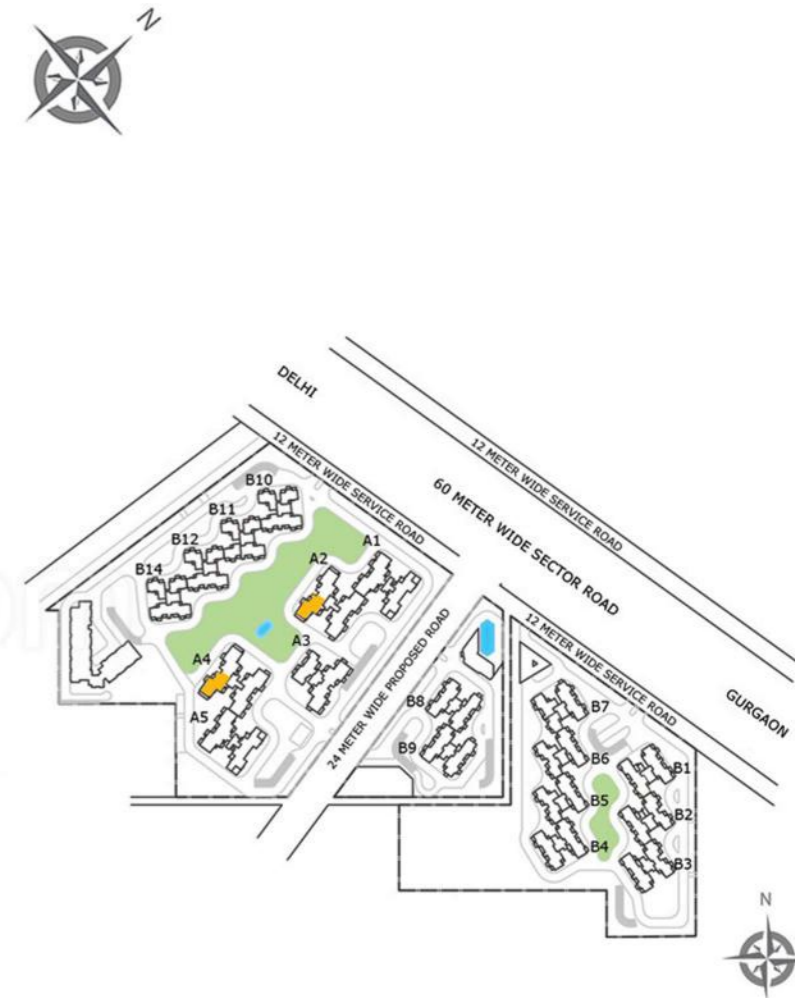 N
DELHI
12 METER WIDE SERVICE ROAD
60 METER WIDE SECTOR ROAD
12 METER WIDE SERVICE ROAD
GURGAON
12 METER WIDE SERVICE ROAD
24 METER WIDE PROPOSED ROAD
B10
B11
B12
B14
A1
A2
A3
A4
A5
B8
B9
B7
B6
B5
B4
B1
B2
B3
N